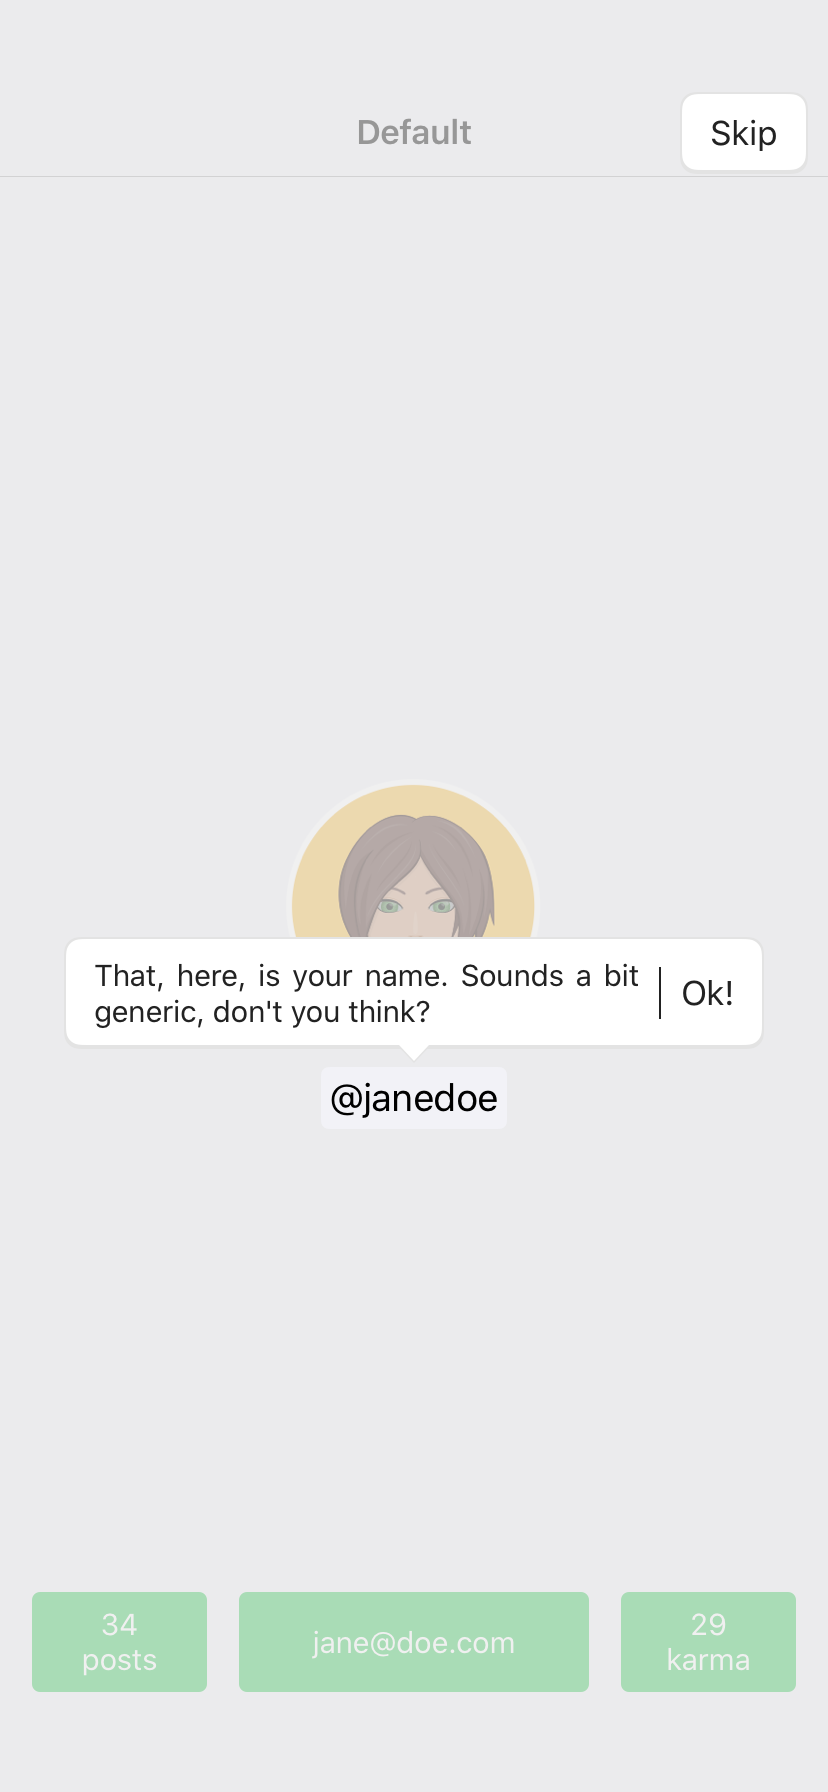 Default
Skip
That, here, is your name. Sounds a bit
generic, don't you think?
Ok!
@janedoe
34
posts
jane@doe.com
29
karma